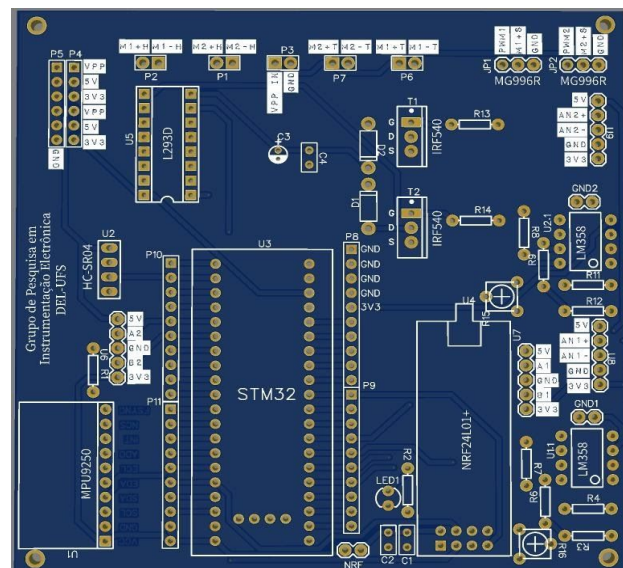 P5 P4
VPP
5V
3V3
VPP
5V
3V3
GND
M1+H M1-H
P2
M2+H M2-H
P1
P3
VPP IN
GND
M2+T M2-T
P7
M1+T M1-T
P6
PWM1
M1+S
GND
JP1
MG996R
PWM2
M2+S
GND
JP2
MG996R
5V
AN2+
AN2-
GND
3V3
U9
U5
L293D
C3
C4
D2
D1
T1
G
D
S
IRF540
T2
G
D
S
IRF540
R13
R14
Grupo de Pesquisa em
Instrumentação Eletrônica
DEL-UFS
U2
HC-SR04
P10
U3
STM32
P8
GND
GND
GND
GND
3V3
P9
P11
5V
A2
GND
B2
3V3
U6
R1
MPU9250
U1
U4
NRF24L01+
R15
U7
5V
A1
GND
B1
3V3
GND2
U2.1
LM358
R8
R9
R11
R12
5V
AN1+
AN1-
GND
3V3
U8
GND1
U1.1
LM358
R7
R6
R4
R3
R16
LED1
R2
C2 C1
NRF